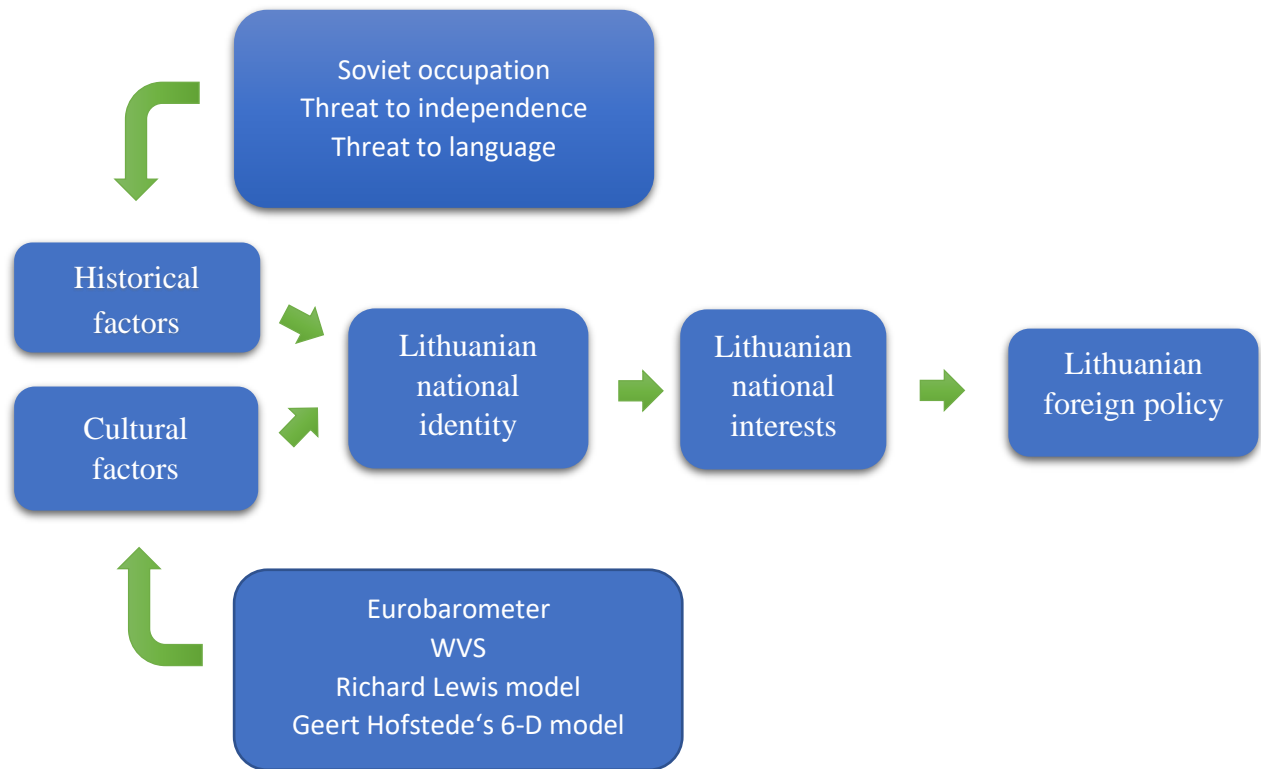 Soviet occupation
Threat to independence
Threat to language
Historical
factors
Cultural
factors
Lithuanian
national
identity
Lithuanian
national
interests
Lithuanian
foreign policy
Eurobarometer
WVS
Richard Lewis model
Geert Hofstede‘s 6-D model